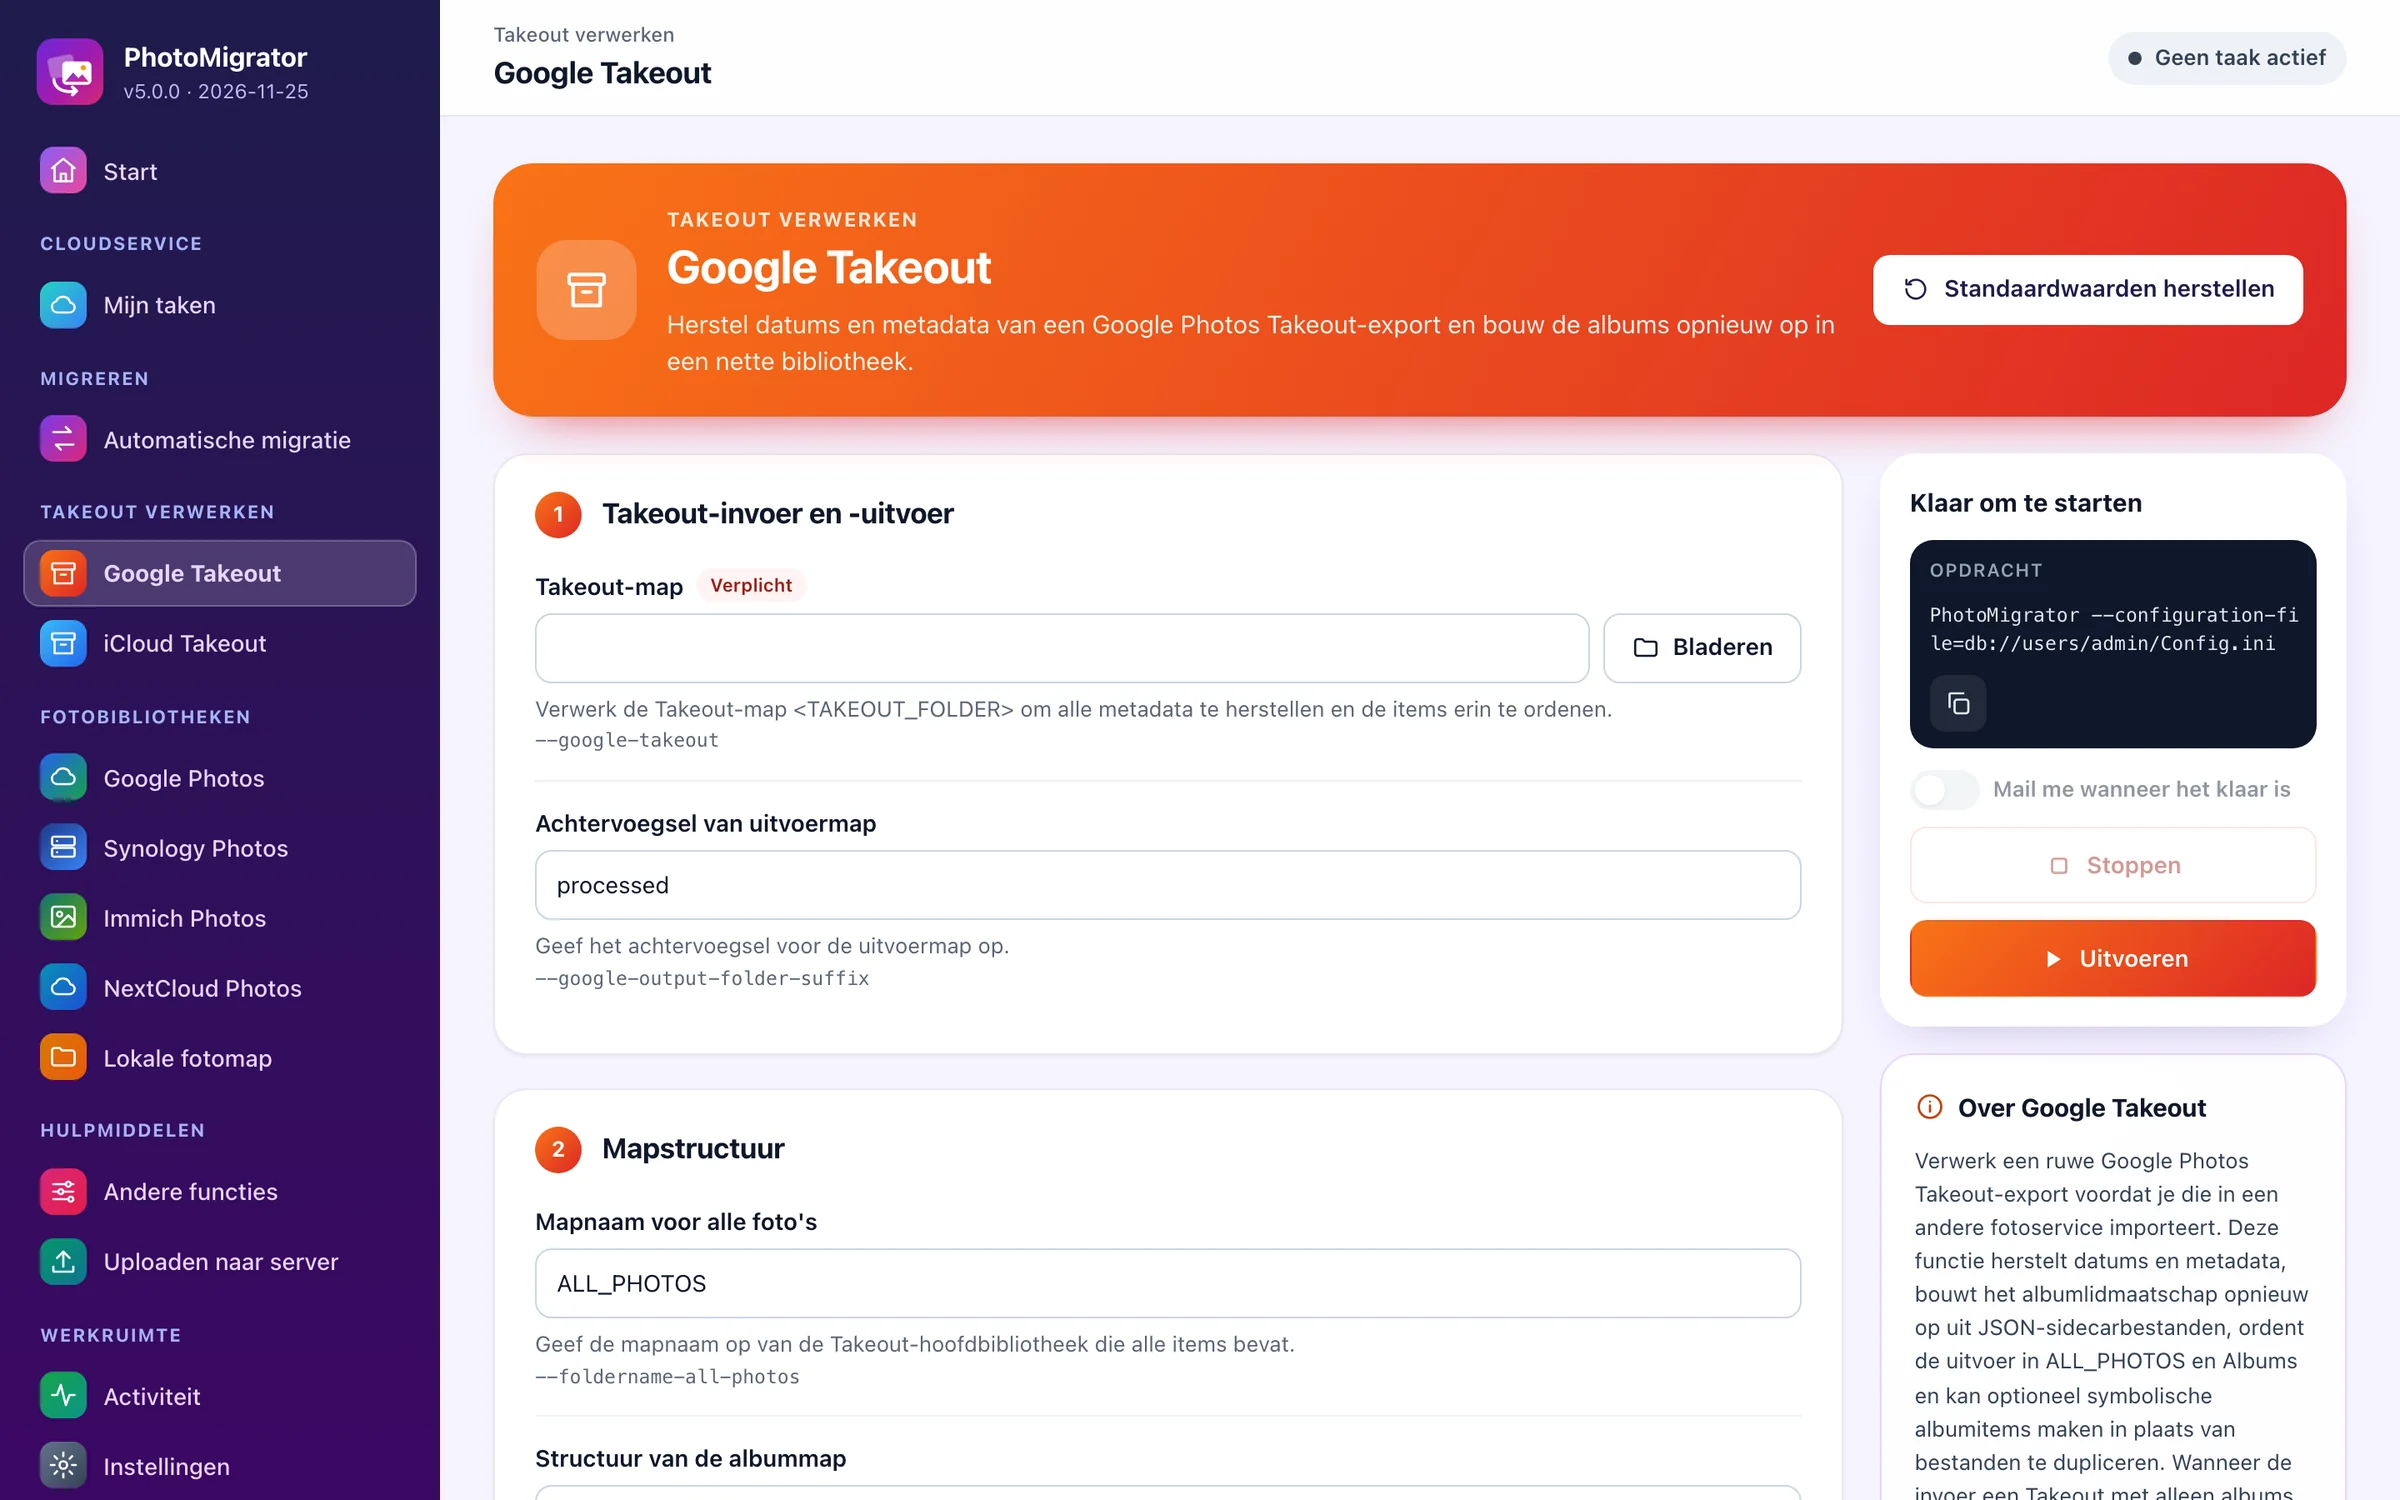 PhotoMigrator
v5.0.0 · 2026-11-25
Start
CLOUDSERVICE
Mijn taken
MIGREREN
Automatische migratie
TAKEOUT VERWERKEN
Google Takeout
iCloud Takeout
FOTOBIBLIOTHEKEN
Google Photos
Synology Photos
Immich Photos
NextCloud Photos
Lokale fotomap
HULPMIDDELEN
Andere functies
Uploaden naar server
WERKRUIMTE
Activiteit
Instellingen
Takeout verwerken
Google Takeout
Geen taak actief
TAKEOUT VERWERKEN
Google Takeout
Herstel datums en metadata van een Google Photos Takeout-export en bouw de albums opnieuw op in
een nette bibliotheek.
Standaardwaarden herstellen
1
Takeout-invoer en -uitvoer
Takeout-map
Verplicht
Bladeren
Verwerk de Takeout-map <TAKEOUT_FOLDER> om alle metadata te herstellen en de items erin te ordenen.
--google-takeout
Achtervoegsel van uitvoermap
processed
Geef het achtervoegsel voor de uitvoermap op.
--google-output-folder-suffix
2
Mapstructuur
Mapnaam voor alle foto's
ALL_PHOTOS
Geef de mapnaam op van de Takeout-hoofdbibliotheek die alle items bevat.
--foldername-all-photos
Structuur van de albummap
Klaar om te starten
OPDRACHT
PhotoMigrator --configuration-fi
le=db://users/admin/Config.ini
Mail me wanneer het klaar is
Stoppen
Uitvoeren
Over Google Takeout
Verwerk een ruwe Google Photos
Takeout-export voordat je die in een
andere fotoservice importeert. Deze
functie herstelt datums en metadata,
bouwt het albumlidmaatschap opnieuw
op uit JSON-sidecarbestanden, ordent
de uitvoer in ALL_PHOTOS en Albums
en kan optioneel symbolische
albumitems maken in plaats van
bestanden te dupliceren. Wanneer de
invoer een Takeout met alleen albums